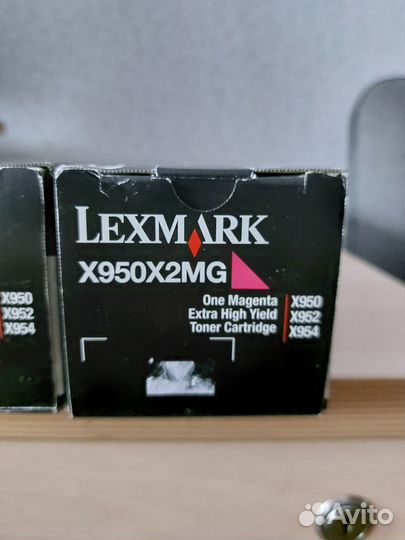 LEXMARK
X950X2MG
One Magenta
Extra High Yield
Toner Cartridge
X950
X952
X954
X950
X952
X954
Avito